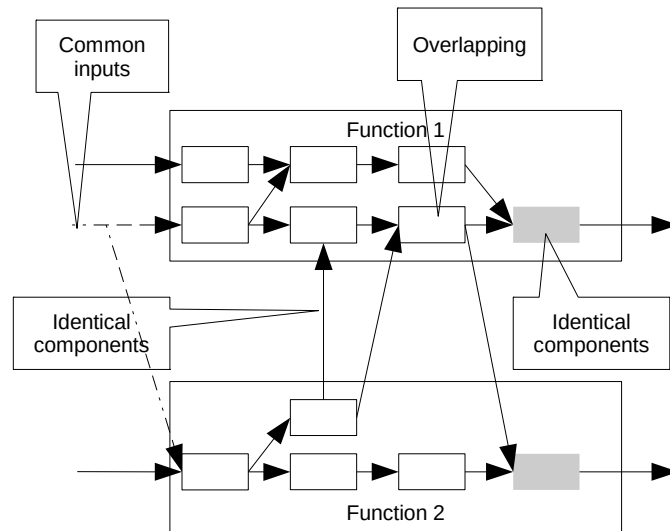 Common
inputs
Overlapping
Function 1
Identical
components
Identical
components
Function 2